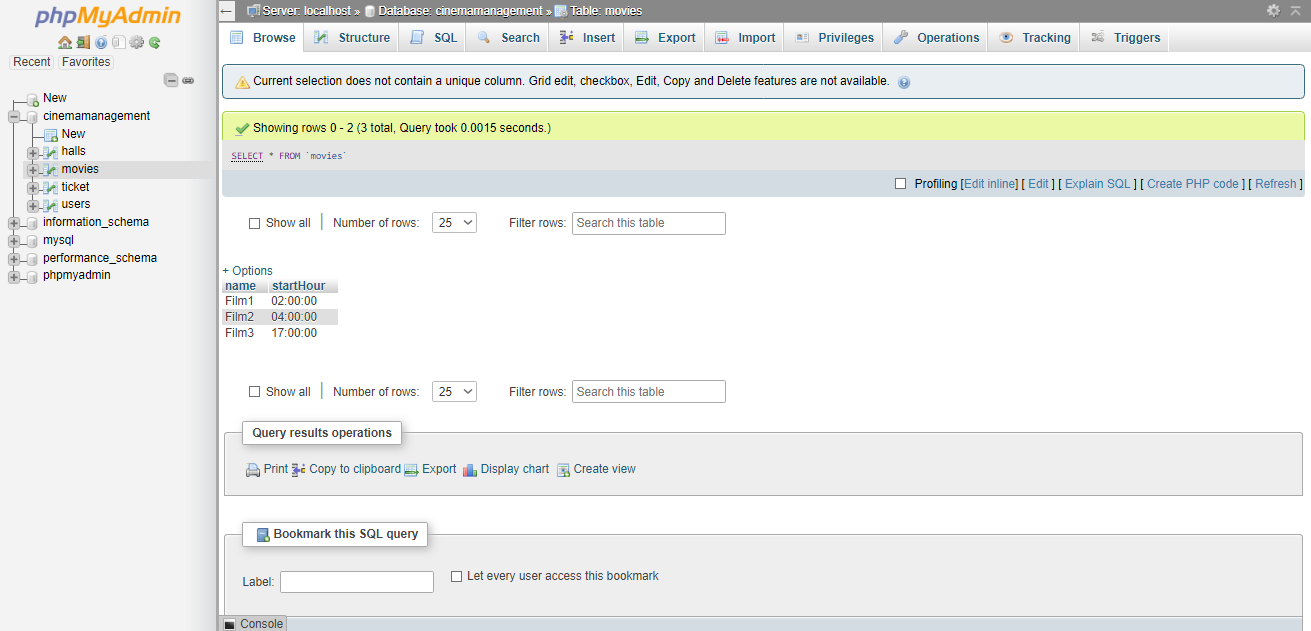 phpMyAdmin
Recent Favorites
New
cinemamanagement
New
halls
movies
ticket
users
information_schema
mysql
performance_schema
phpmyadmin
Server: localhost » Database: cinemamanagement » Table: movies
Browse Structure SQL Search Insert Export Import Privileges Operations Tracking Triggers
Current selection does not contain a unique column. Grid edit, checkbox, Edit, Copy and Delete features are not available.
Showing rows 0 - 2 (3 total, Query took 0.0015 seconds.)
SELECT * FROM `movies`
Profiling [Edit inline] [ Edit ] [ Explain SQL ] [ Create PHP code ] [ Refresh ]
Show all Number of rows: 25 Filter rows: Search this table
+ Options
name startHour
Film1 02:00:00
Film2 04:00:00
Film3 17:00:00
Show all Number of rows: 25 Filter rows: Search this table
Query results operations
Print Copy to clipboard Export Display chart Create view
Bookmark this SQL query
Label: Let every user access this bookmark
Console